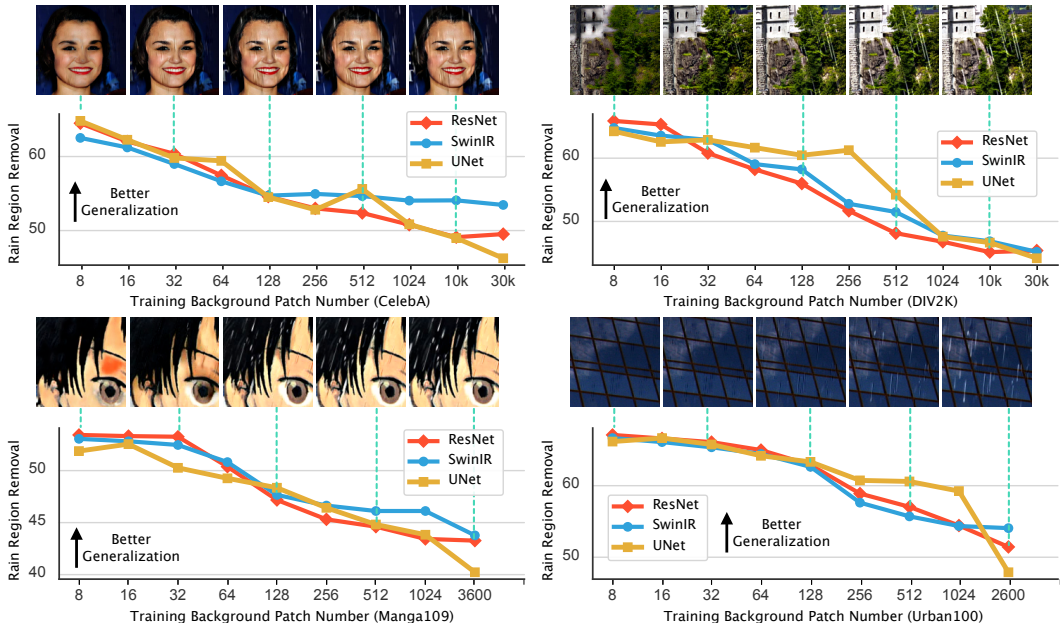 Rain Region Removal
60
50
Better
Generalization
ResNet
SwinIR
UNet
8 16 32 64 128 256 512 1024 10k 30k
Training Background Patch Number (CelebA)
Rain Region Removal
60
50
Better
Generalization
ResNet
SwinIR
UNet
8 16 32 64 128 256 512 1024 10k 30k
Training Background Patch Number (DIV2K)
Rain Region Removal
50
45
40
Better
Generalization
ResNet
SwinIR
UNet
8 16 32 64 128 256 512 1024 3600
Training Background Patch Number (Manga109)
Rain Region Removal
60
50
ResNet
SwinIR
UNet
Better
Generalization
8 16 32 64 128 256 512 1024 2600
Training Background Patch Number (Urban100)